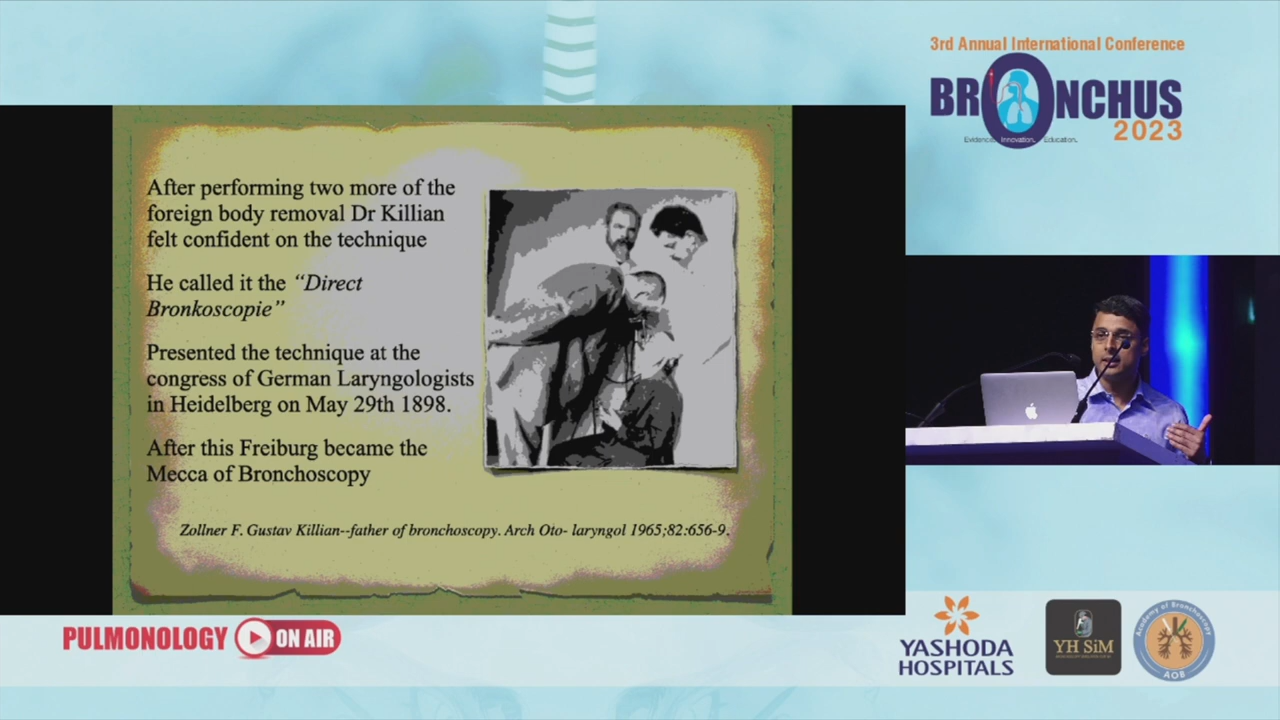 3rd Annual International Conference
BRONCHUS
2023
Evidence. Innovation. Education.
After performing two more of the
foreign body removal Dr Killian
felt confident on the technique
He called it the “Direct
Bronkoscopie”
Presented the technique at the
congress of German Laryngologists
in Heidelberg on May 29th 1898.
After this Freiburg became the
Mecca of Bronchoscopy
Zollner F. Gustav Killian--father of bronchoscopy. Arch Oto- laryngol 1965;82:656-9.
PULMONOLOGY ON AIR
YASHODA
HOSPITALS
YH SiM
Academy of Bronchoscopy
AOB